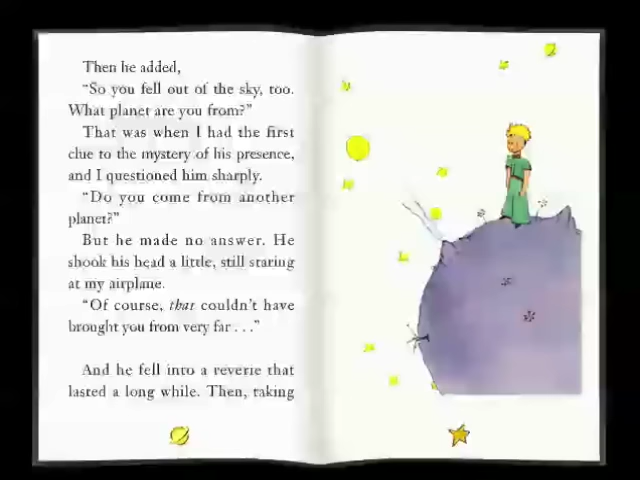 Then he added,
"So you fell out of the sky, too.
What planet are you from?"
That was when I had the first
clue to the mystery of his presence,
and I questioned him sharply.
"Do you come from another
planet?"
But he made no answer. He
shook his head a little, still staring
at my airplane.
"Of course, that couldn't have
brought you from very far . . ."
And he fell into a reverie that
lasted a long while. Then, taking